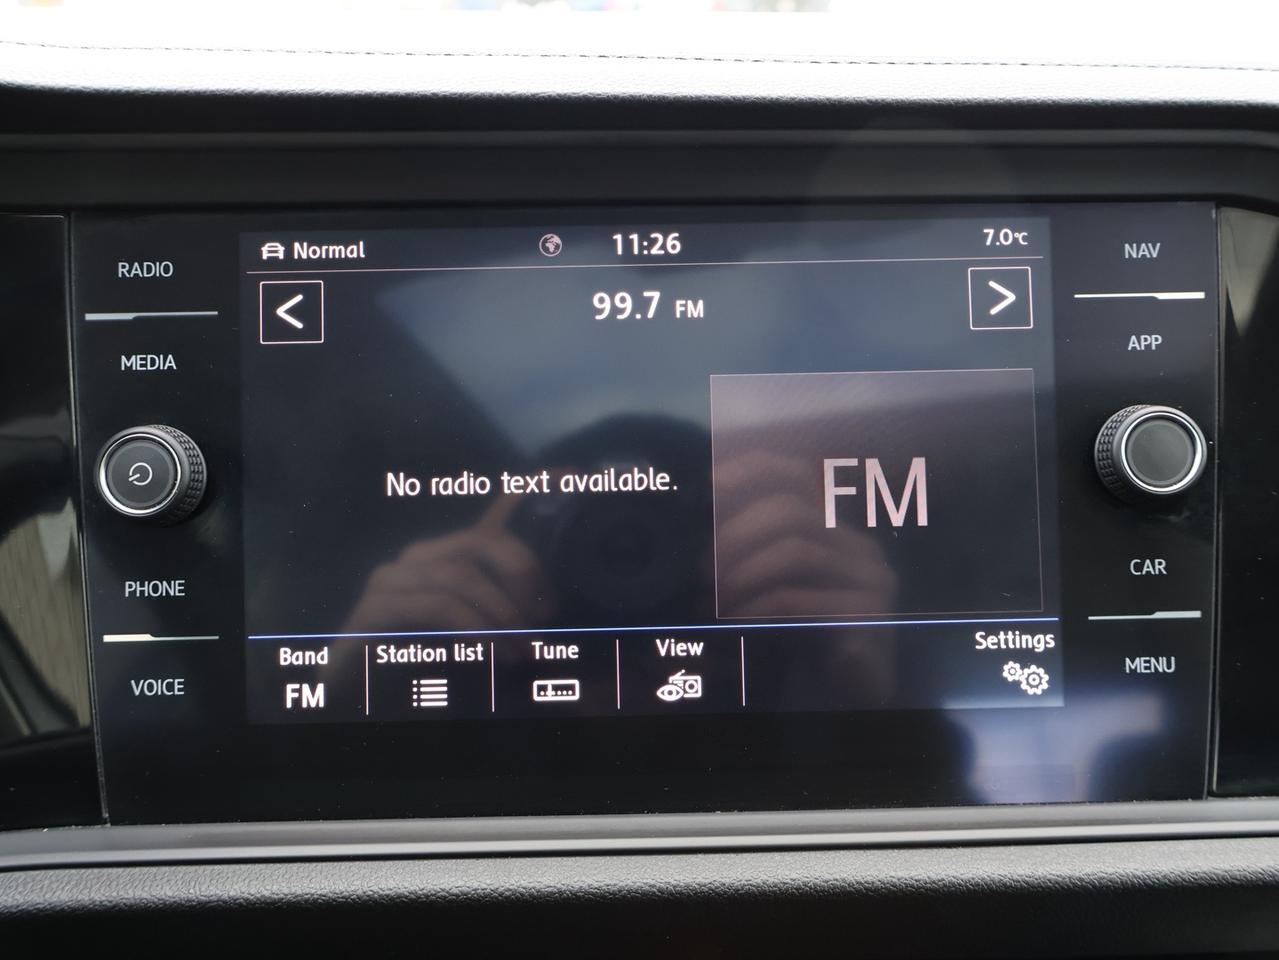 Normal
11:26
7.0°C
RADIO
NAV
99.7 FM
MEDIA
APP
No radio text available.
FM
PHONE
CAR
Band
Station list
Tune
View
Settings
FM
VOICE
MENU